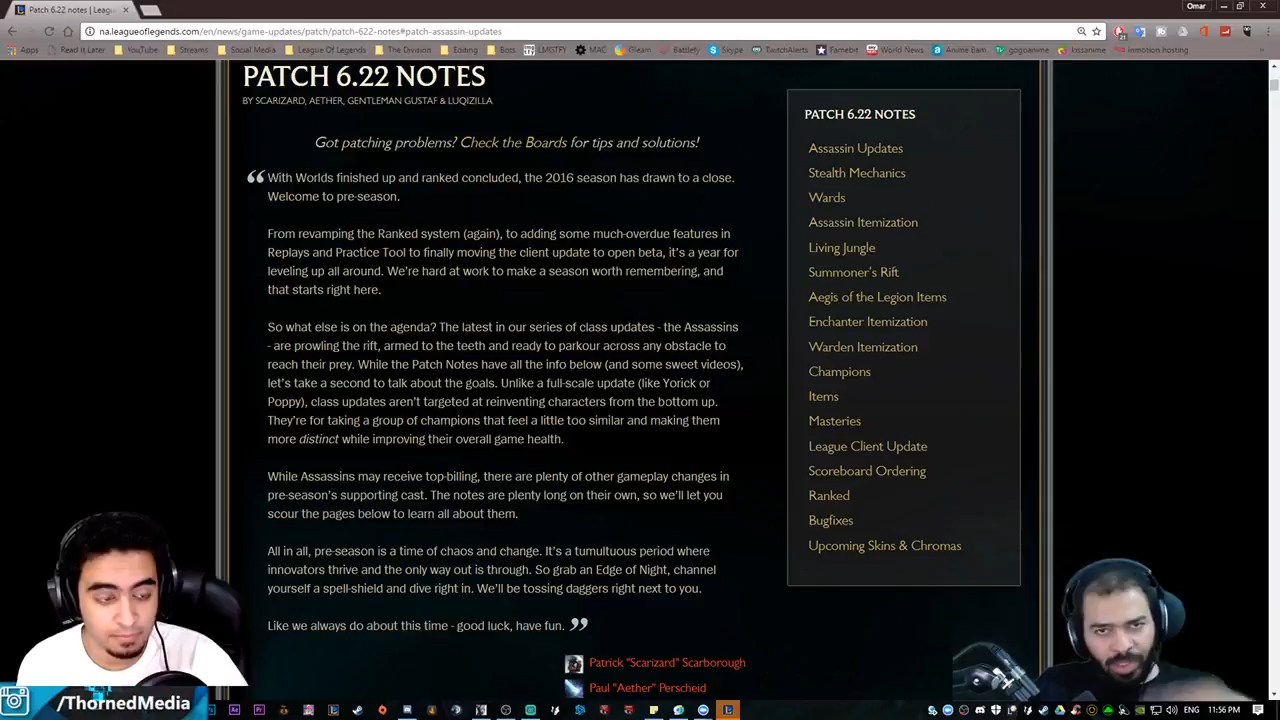 Patch 6.22 notes | Leagu
Omar
na.leagueoflegends.com/en/news/game-updates/patch/patch-622-notes#patch-assassin-updates
Apps Read it Later YouTube Streams Social Media League Of Legends The Division Editing Bots LMGTFY MAC Gleam Battlefy Skype TwitchAlerts Famebit World News Anime Bam gogoanime kissanime inmotion hosting
PATCH 6.22 NOTES
BY SCARIZARD, AETHER, GENTLEMAN GUSTAF & LUQIZILLA
Got patching problems? Check the Boards for tips and solutions!
“ With Worlds finished up and ranked concluded, the 2016 season has drawn to a close.
Welcome to pre-season.
From revamping the Ranked system (again), to adding some much-overdue features in
Replays and Practice Tool to finally moving the client update to open beta, it's a year for
leveling up all around. We're hard at work to make a season worth remembering, and
that starts right here.
So what else is on the agenda? The latest in our series of class updates - the Assassins
- are prowling the rift, armed to the teeth and ready to parkour across any obstacle to
reach their prey. While the Patch Notes have all the info below (and some sweet videos),
let's take a second to talk about the goals. Unlike a full-scale update (like Yorick or
Poppy), class updates aren't targeted at reinventing characters from the bottom up.
They're for taking a group of champions that feel a little too similar and making them
more distinct while improving their overall game health.
While Assassins may receive top-billing, there are plenty of other gameplay changes in
pre-season's supporting cast. The notes are plenty long on their own, so we'll let you
scour the pages below to learn all about them.
All in all, pre-season is a time of chaos and change. It's a tumultuous period where
innovators thrive and the only way out is through. So grab an Edge of Night, channel
yourself a spell-shield and dive right in. We'll be tossing daggers right next to you.
Like we always do about this time - good luck, have fun. ”
Patrick "Scarizard" Scarborough
Paul "Aether" Perscheid
PATCH 6.22 NOTES
Assassin Updates
Stealth Mechanics
Wards
Assassin Itemization
Living Jungle
Summoner's Rift
Aegis of the Legion Items
Enchanter Itemization
Warden Itemization
Champions
Items
Masteries
League Client Update
Scoreboard Ordering
Ranked
Bugfixes
Upcoming Skins & Chromas
/ThornedMedia
11:56 PM